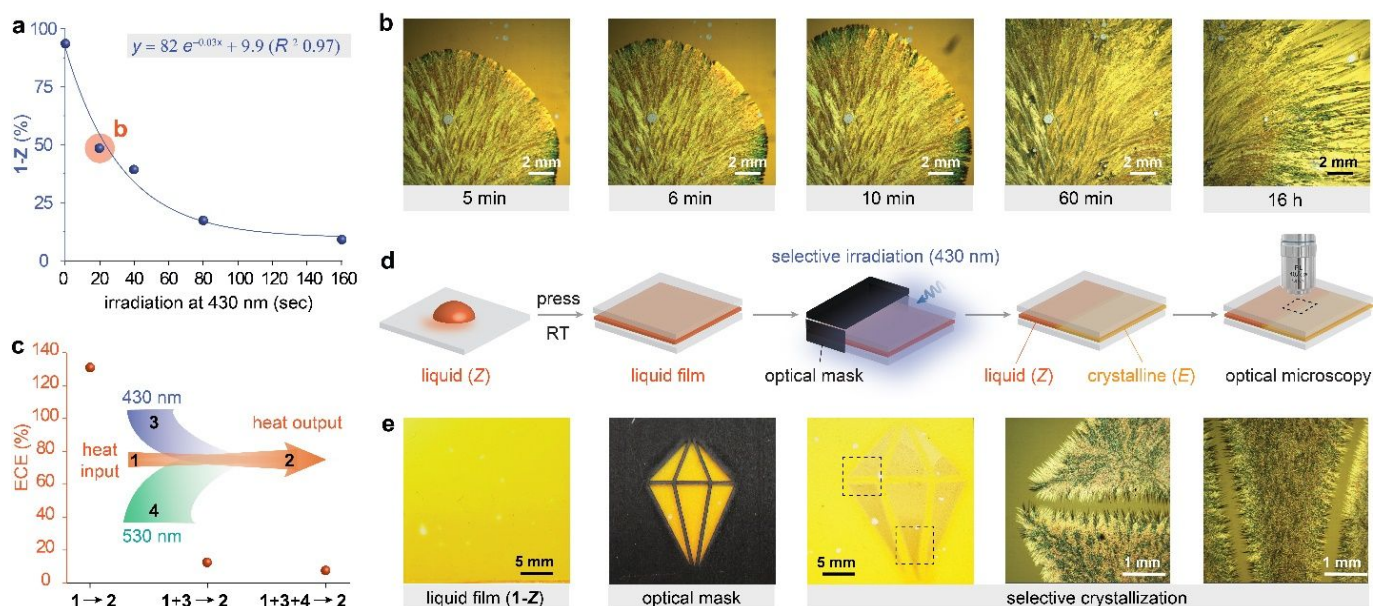 a
100
75
50
25
0
1-Z (%)
y = 82 e⁻⁰·⁰³ˣ + 9.9 (R² 0.97)
b
0 20 40 60 80 100 120 140 160
irradiation at 430 nm (sec)
b
2 mm
5 min
2 mm
6 min
2 mm
10 min
2 mm
60 min
2 mm
16 h
c
140
120
100
80
60
40
20
0
ECE (%)
430 nm
3
heat output
heat
input
1
2
4
530 nm
1 → 2
1+3 → 2
1+3+4 → 2
d
selective irradiation (430 nm)
press
RT
liquid (Z)
liquid film
optical mask
liquid (Z)
crystalline (E)
optical microscopy
e
5 mm
liquid film (1-Z)
optical mask
5 mm
1 mm
1 mm
selective crystallization